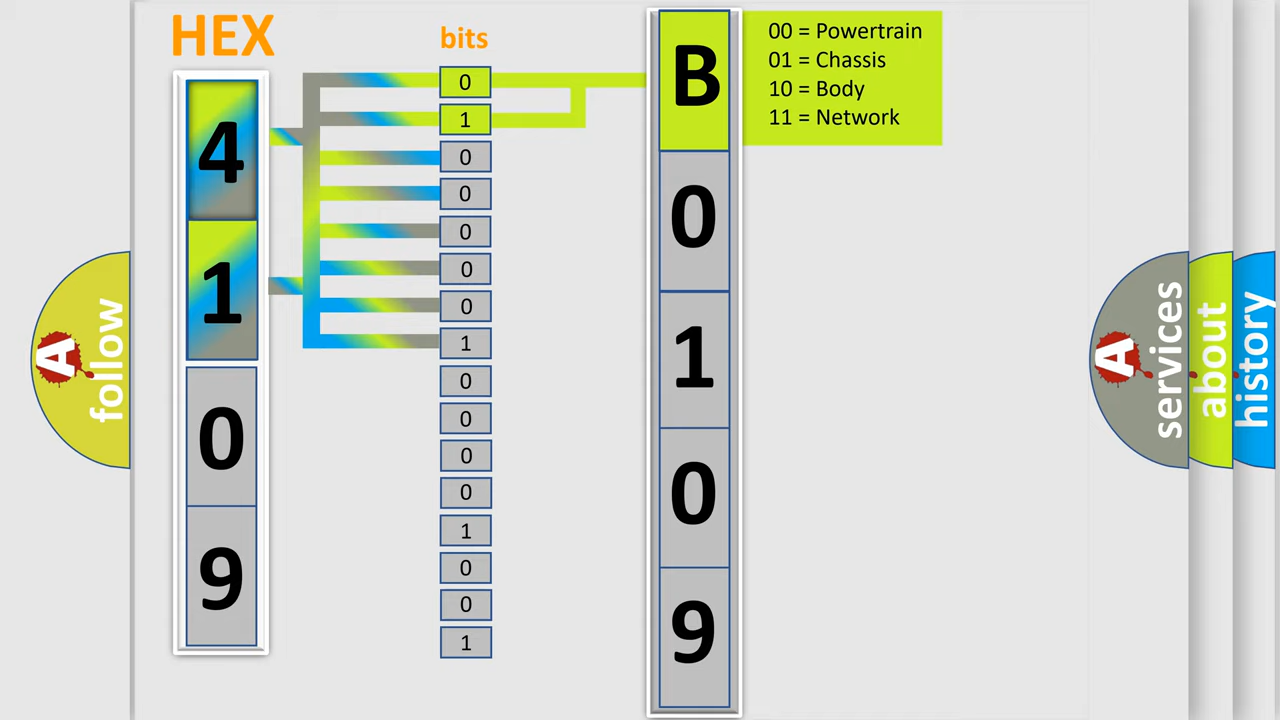 HEX
bits
4
1
0
9
0
1
0
0
0
0
0
1
0
0
0
0
1
0
0
1
B
0
1
0
9
00 = Powertrain
01 = Chassis
10 = Body
11 = Network
A follow
A services
about
history